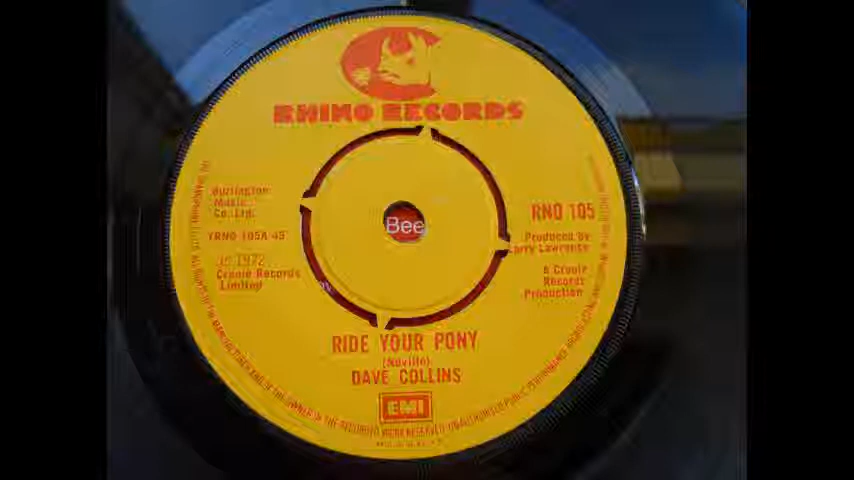 RHINO RECORDS
Burlington
Music
Co. Ltd.
YRNO 105A 45
℗ 1972
Creole Records
Limited
Bee
RNO 105
Produced by
Larry Lawrence
A Creole
Records
Production
RIDE YOUR PONY
(Neville)
DAVE COLLINS
EMI